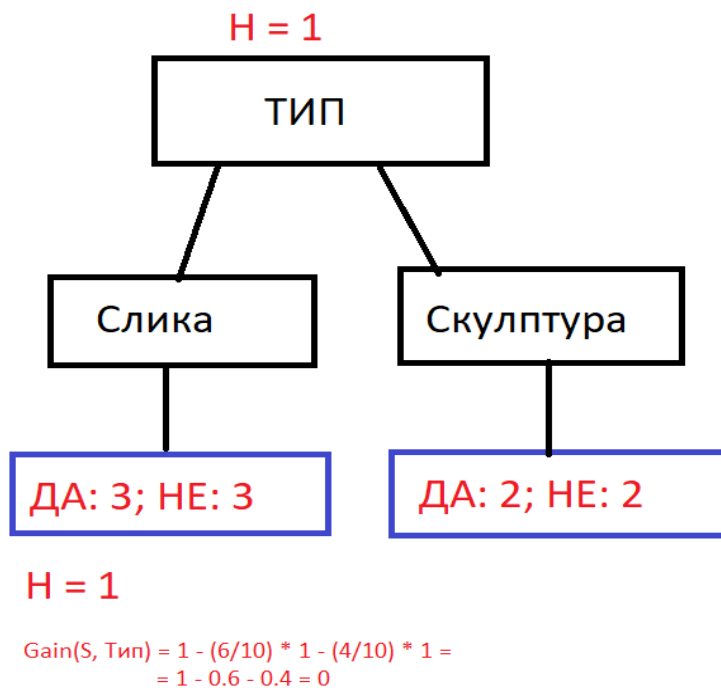 H = 1
ТИП
Слика
Скулптура
ДА: 3; НЕ: 3
ДА: 2; НЕ: 2
H = 1
Gain(S, Тип) = 1 - (6/10) * 1 - (4/10) * 1 =
= 1 - 0.6 - 0.4 = 0